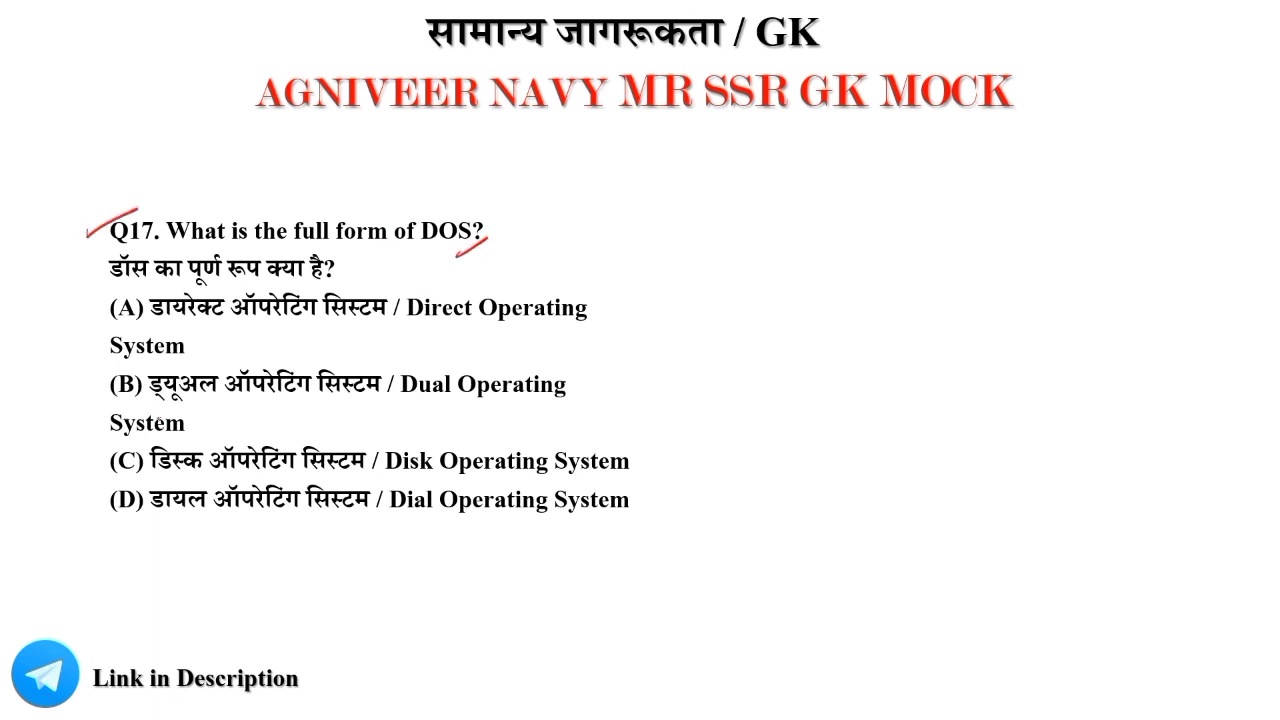 सामान्य जागरूकता / GK
AGNIVEER NAVY MR SSR GK MOCK
Q17. What is the full form of DOS?
डॉस का पूर्ण रूप क्या है?
(A) डायरेक्ट ऑपरेटिंग सिस्टम / Direct Operating
System
(B) ड्यूअल ऑपरेटिंग सिस्टम / Dual Operating
System
(C) डिस्क ऑपरेटिंग सिस्टम / Disk Operating System
(D) डायल ऑपरेटिंग सिस्टम / Dial Operating System
Link in Description